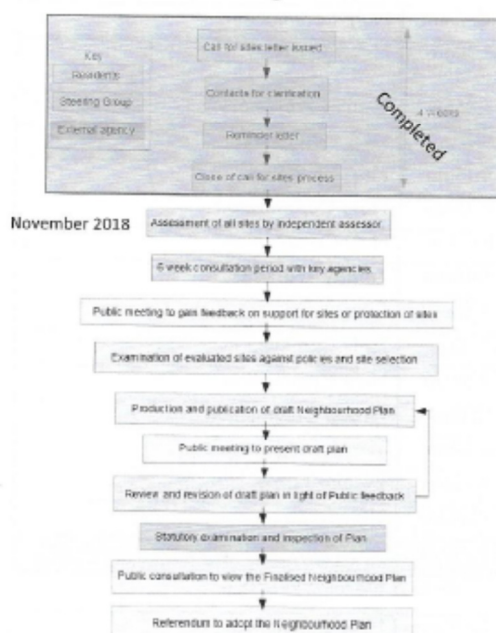 Call for sites letter issued
Key
Residents
Contacts for clarification
Steering Group
4 weeks
Completed
External agency
Reminder letter
Close of call for sites process
November 2018
Assessment of all sites by independent assessor
6 week consultation period with key agencies
Public meeting to gain feedback on support for sites or protection of sites
Examination of evaluated sites against policies and site selection
Production and publication of draft Neighbourhood Plan
Public meeting to present draft plan
Review and revision of draft plan in light of Public feedback
Statutory examination and inspection of Plan
Public consultation to view the Finalised Neighbourhood Plan
Referendum to adopt the Neighbourhood Plan